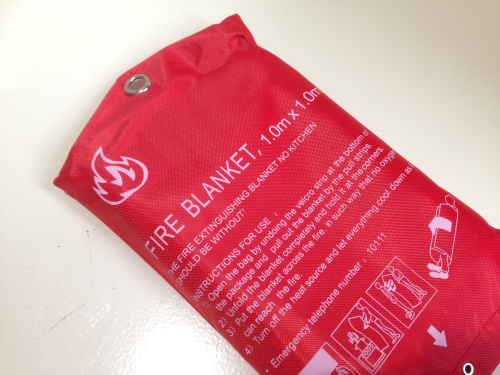 FIRE BLANKET, 1.0m x 1.0m
THE FIRE EXTINGUISHING BLANKET NO KITCHEN
SHOULD BE WITHOUT!
INSTRUCTIONS FOR USE :
Open the bag by undoing the velcro strip at the bottom of
the package and pull out the blanket by the pull strips.
2) Unfold the blanket completely and hold it at the corners.
3) Put the blanket across the fire, in such way that no oxygen
can reach the fire.
4) Turn off the heat source and let everything cool down
Emergency telephone number : 10111